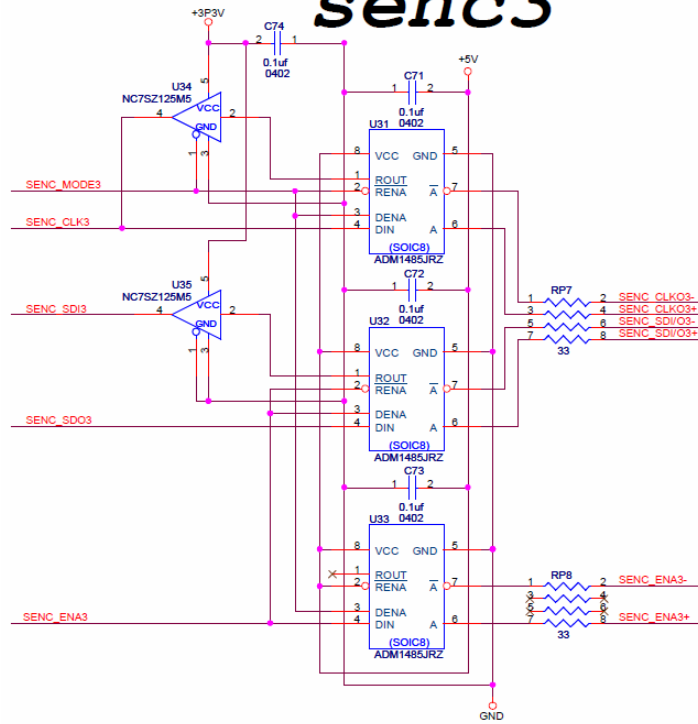 senc3
+3P3V
C74
2 1
0.1uf
0402
+5V
C71
1 2
0.1uf
0402
U34
NC7SZ125M5
5
VCC
4 2
GND
1 3
U31
8 VCC GND 5
1 ROUT
2 RENA A 7
3 DENA
4 DIN A 6
(SOIC8)
ADM1485JRZ
SENC_MODE3
SENC_CLK3
C72
1 2
0.1uf
0402
U35
NC7SZ125M5
5
VCC
SENC_SDI3
4 2
GND
1 3
U32
8 VCC GND 5
1 ROUT
2 RENA A 7
3 DENA
4 DIN A 6
(SOIC8)
ADM1485JRZ
SENC_SDO3
RP7
1 2 SENC_CLKO3-
3 4 SENC_CLKO3+
5 6 SENC_SDI/O3-
7 8 SENC_SDI/O3+
33
C73
1 2
0.1uf
0402
U33
8 VCC GND 5
1 ROUT
2 RENA A 7
3 DENA
4 DIN A 6
(SOIC8)
ADM1485JRZ
SENC_ENA3
RP8
1 2 SENC_ENA3-
3 4
5 6
7 8 SENC_ENA3+
33
GND